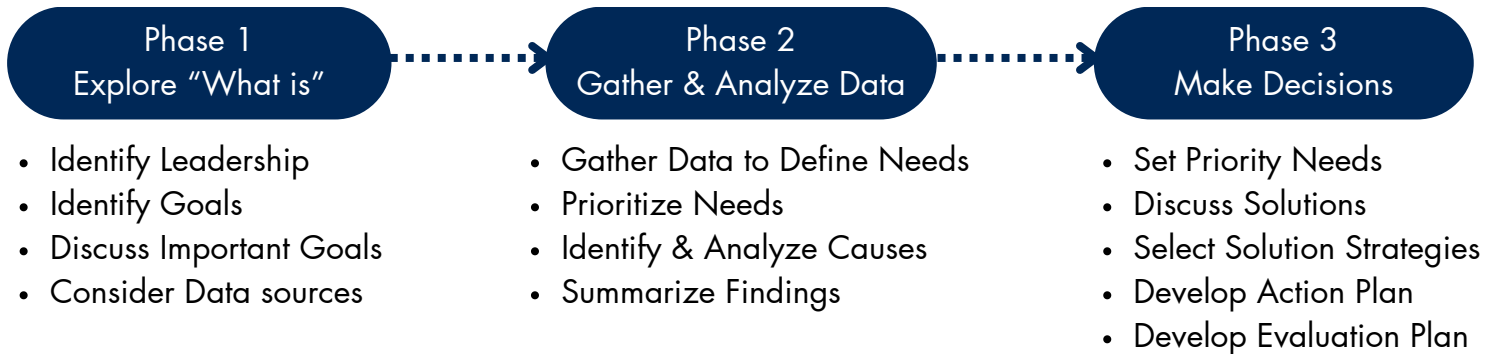 Phase 1
Explore “What is”
• Identify Leadership
• Identify Goals
• Discuss Important Goals
• Consider Data sources
Phase 2
Gather & Analyze Data
• Gather Data to Define Needs
• Prioritize Needs
• Identify & Analyze Causes
• Summarize Findings
Phase 3
Make Decisions
• Set Priority Needs
• Discuss Solutions
• Select Solution Strategies
• Develop Action Plan
• Develop Evaluation Plan